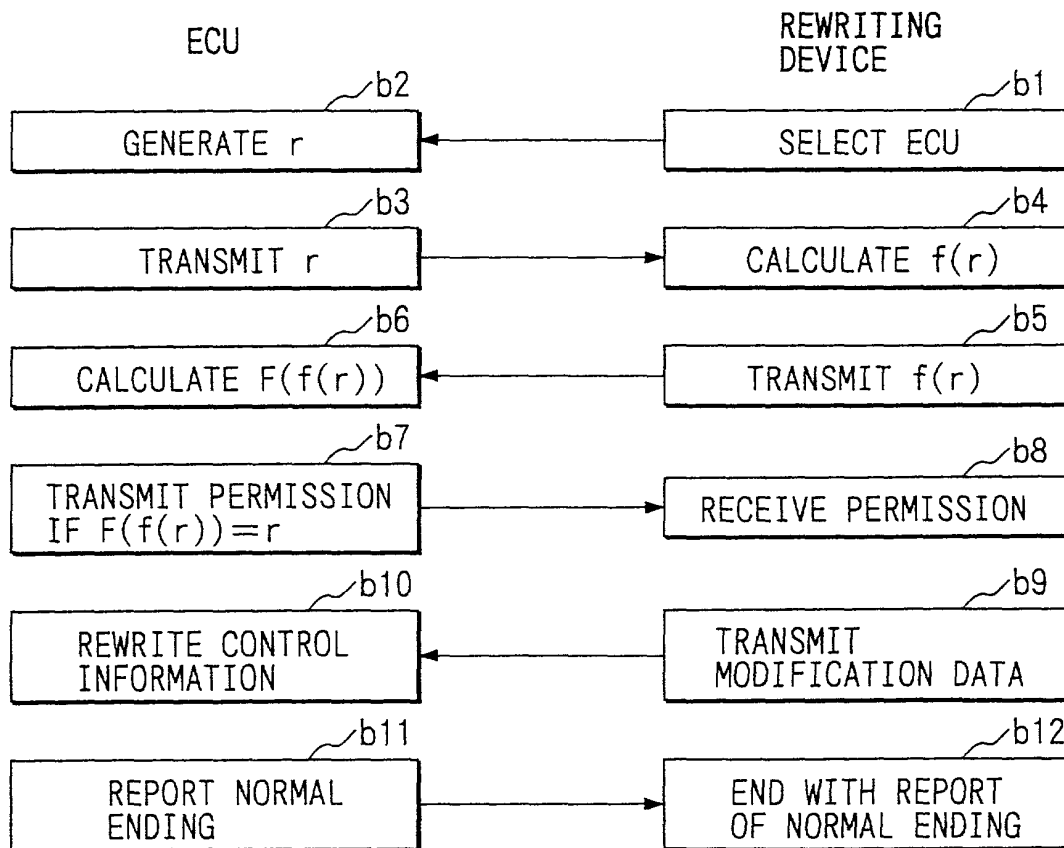 ECU
REWRITING
DEVICE
b2
GENERATE r
b1
SELECT ECU
b3
TRANSMIT r
b4
CALCULATE f(r)
b6
CALCULATE F(f(r))
b5
TRANSMIT f(r)
b7
TRANSMIT PERMISSION
IF F(f(r))=r
b8
RECEIVE PERMISSION
b10
REWRITE CONTROL
INFORMATION
b9
TRANSMIT
MODIFICATION DATA
b11
REPORT NORMAL
ENDING
b12
END WITH REPORT
OF NORMAL ENDING